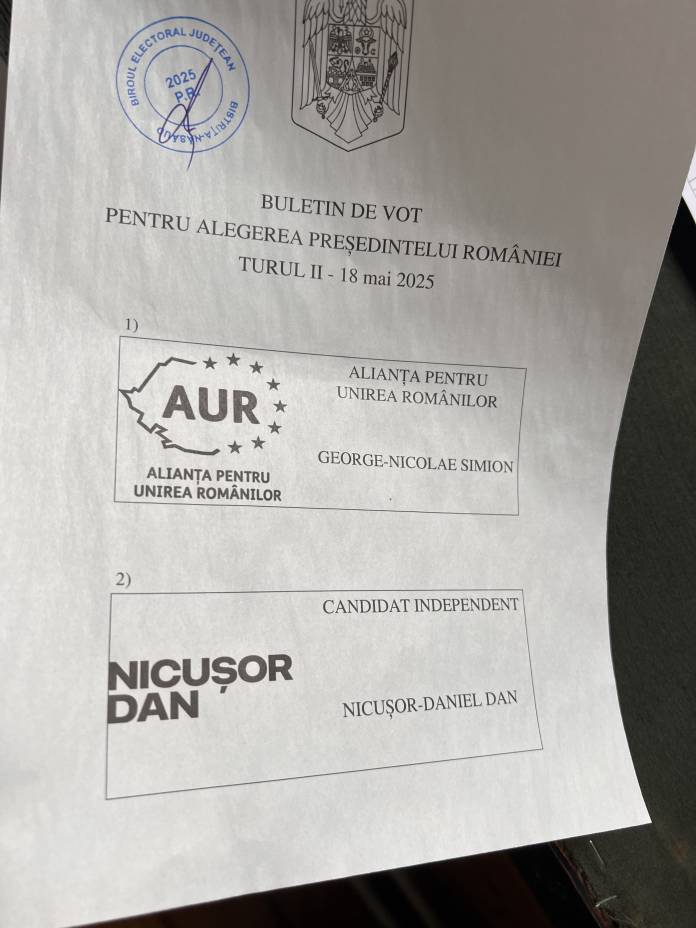 BIROUL ELECTORAL JUDEȚEAN
BISTRIȚA-NĂSĂUD
2025
P.R.
BULETIN DE VOT
PENTRU ALEGEREA PREȘEDINTELUI ROMÂNIEI
TURUL II - 18 mai 2025
1)
AUR
ALIANȚA PENTRU
UNIREA ROMÂNILOR
ALIANȚA PENTRU
UNIREA ROMÂNILOR
GEORGE-NICOLAE SIMION
2)
NICUȘOR
DAN
CANDIDAT INDEPENDENT
NICUȘOR-DANIEL DAN